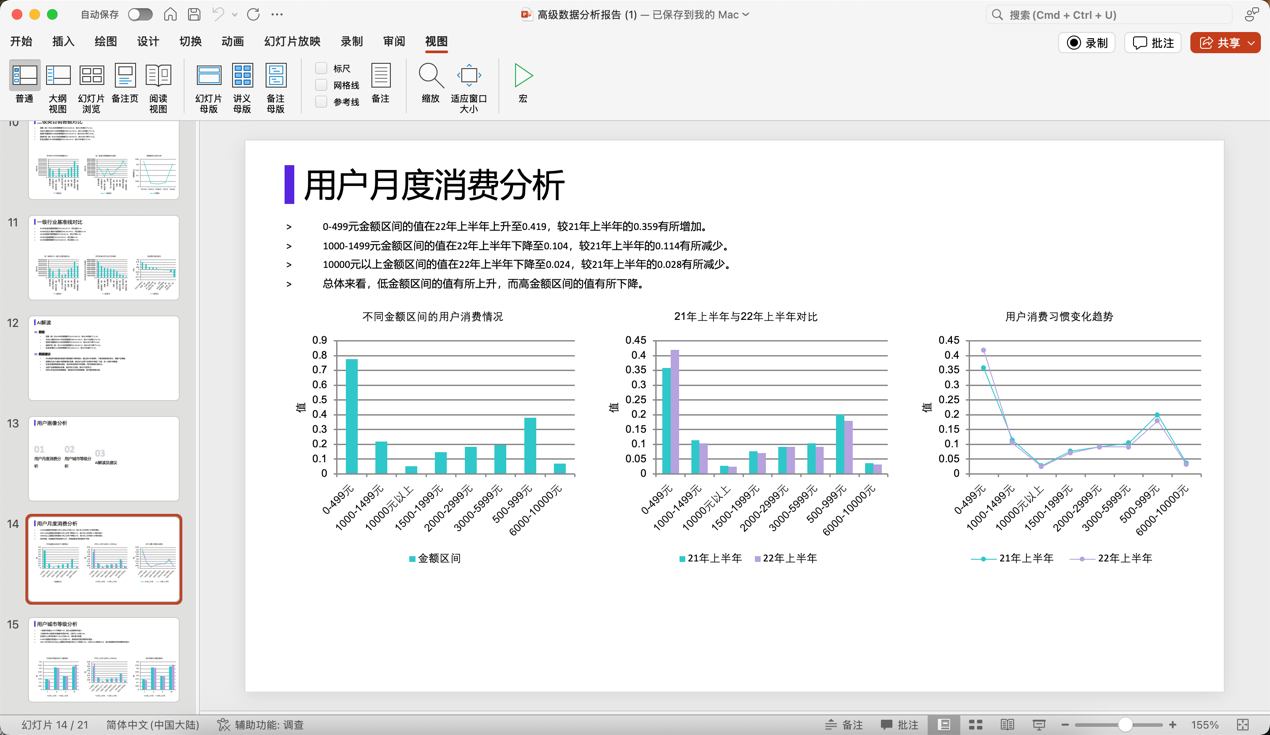 自动保存
高级数据分析报告 (1) — 已保存到我的 Mac
搜索 (Cmd + Ctrl + U)
开始 插入 绘图 设计 切换 动画 幻灯片放映 录制 审阅 视图
录制 批注 共享
普通 大纲视图 幻灯片浏览 备注页 阅读视图 幻灯片母版 讲义母版 备注母版
标尺
网格线
参考线
备注 缩放 适应窗口大小 宏
10
11 一级行业基准线对比
12 AI解读
13 用户画像分析
01 02 03
14 用户月度消费分析
15 用户城市等级分析
用户月度消费分析
> 0-499元金额区间的值在22年上半年上升至0.419，较21年上半年的0.359有所增加。
> 1000-1499元金额区间的值在22年上半年下降至0.104，较21年上半年的0.114有所减少。
> 10000元以上金额区间的值在22年上半年下降至0.024，较21年上半年的0.028有所减少。
> 总体来看，低金额区间的值有所上升，而高金额区间的值有所下降。
不同金额区间的用户消费情况
0.9
0.8
0.7
0.6
0.5
0.4
0.3
0.2
0.1
0
值
0-499元 1000-1499元 10000元以上 1500-1999元 2000-2999元 3000-5999元 500-999元 6000-10000元
金额区间
21年上半年与22年上半年对比
0.45
0.4
0.35
0.3
0.25
0.2
0.15
0.1
0.05
0
值
0-499元 1000-1499元 10000元以上 1500-1999元 2000-2999元 3000-5999元 500-999元 6000-10000元
21年上半年 22年上半年
用户消费习惯变化趋势
0.45
0.4
0.35
0.3
0.25
0.2
0.15
0.1
0.05
0
值
0-499元 1000-1499元 10000元以上 1500-1999元 2000-2999元 3000-5999元 500-999元 6000-10000元
21年上半年 22年上半年
幻灯片 14 / 21 简体中文 (中国大陆) 辅助功能: 调查
备注 批注 155%